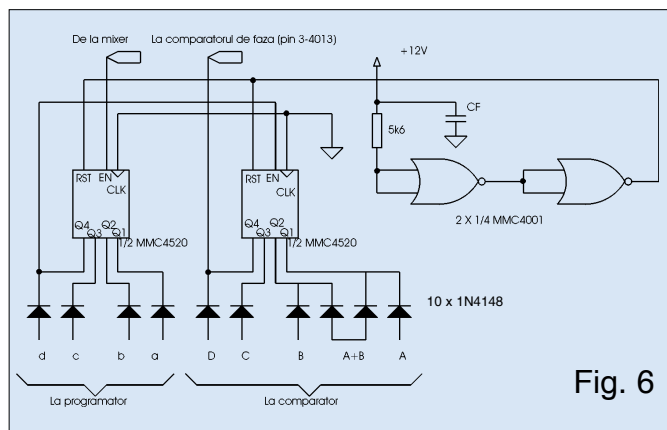 De la mixer
La comparatorul de faza (pin 3-4013)
+12V
CF
5k6
RST EN CLK
RST EN CLK
Q4 Q3 Q2 Q1
Q4 Q3 Q2 Q1
1/2 MMC4520
1/2 MMC4520
2 X 1/4 MMC4001
10 x 1N4148
d c b a D C B A+B A
La programator
La comparator
Fig. 6